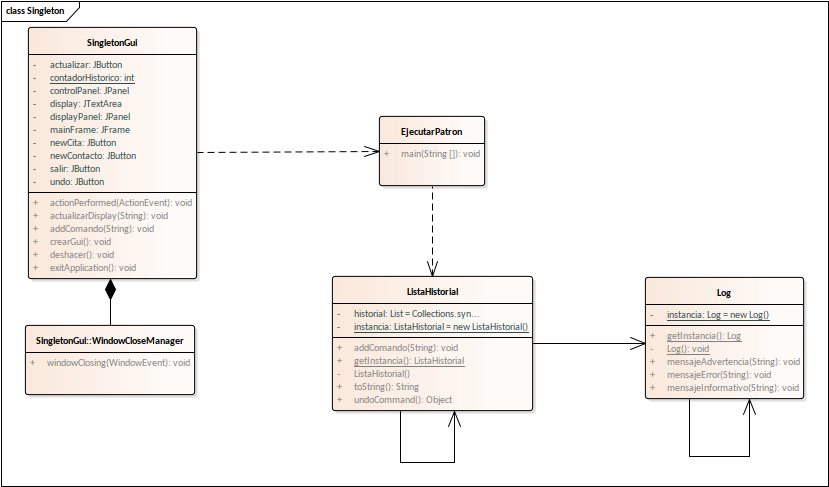 class Singleton
SingletonGui
- actualizar: JButton
- contadorHistorico: int
- controlPanel: JPanel
- display: JTextArea
- displayPanel: JPanel
- mainFrame: JFrame
- newCita: JButton
- newContacto: JButton
- salir: JButton
- undo: JButton
+ actionPerformed(ActionEvent): void
+ actualizarDisplay(String): void
+ addComando(String): void
+ crearGui(): void
+ deshacer(): void
+ exitApplication(): void
SingletonGui::WindowCloseManager
+ windowClosing(WindowEvent): void
EjecutarPatron
+ main(String []): void
ListaHistorial
- historial: List = Collections.syn...
- instancia: ListaHistorial = new ListaHistorial()
+ addComando(String): void
+ getInstancia(): ListaHistorial
- ListaHistorial()
+ toString(): String
+ undoCommand(): Object
Log
- instancia: Log = new Log()
+ getInstancia(): Log
- Log(): void
+ mensajeAdvertencia(String): void
+ mensajeError(String): void
+ mensajeInformativo(String): void